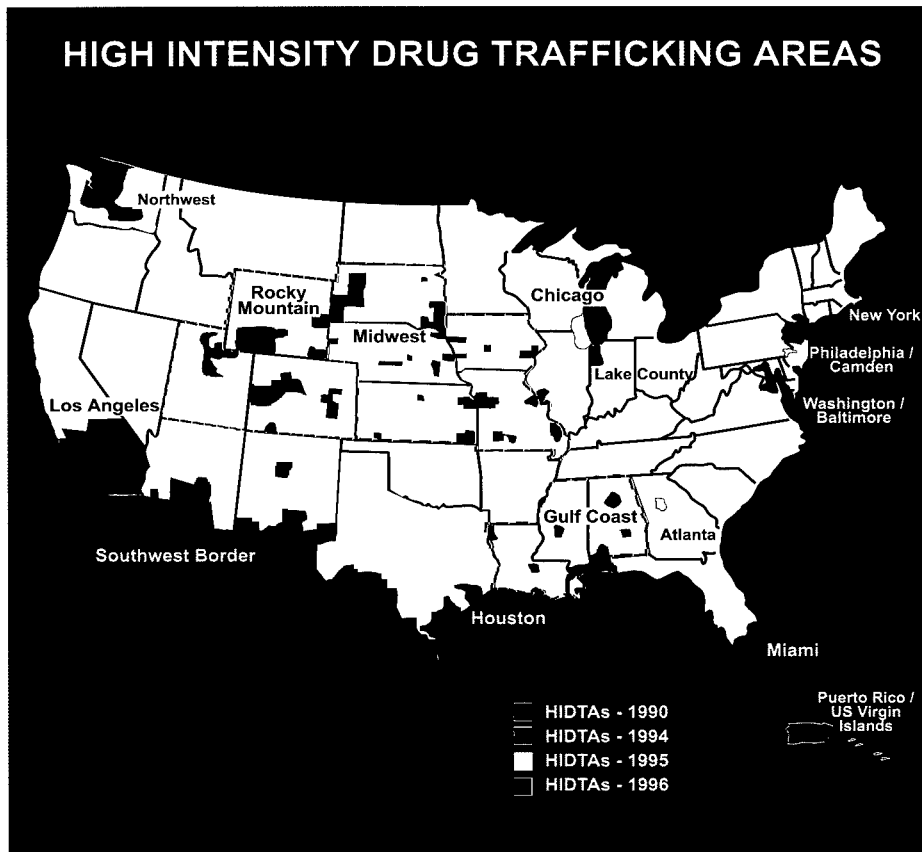 HIGH INTENSITY DRUG TRAFFICKING AREAS
Northwest
Rocky
Mountain
Midwest
Chicago
Lake County
New York
Philadelphia /
Camden
Washington /
Baltimore
Los Angeles
Gulf Coast
Atlanta
Southwest Border
Houston
Miami
Puerto Rico /
US Virgin
Islands
HIDTAs - 1990
HIDTAs - 1994
HIDTAs - 1995
HIDTAs - 1996